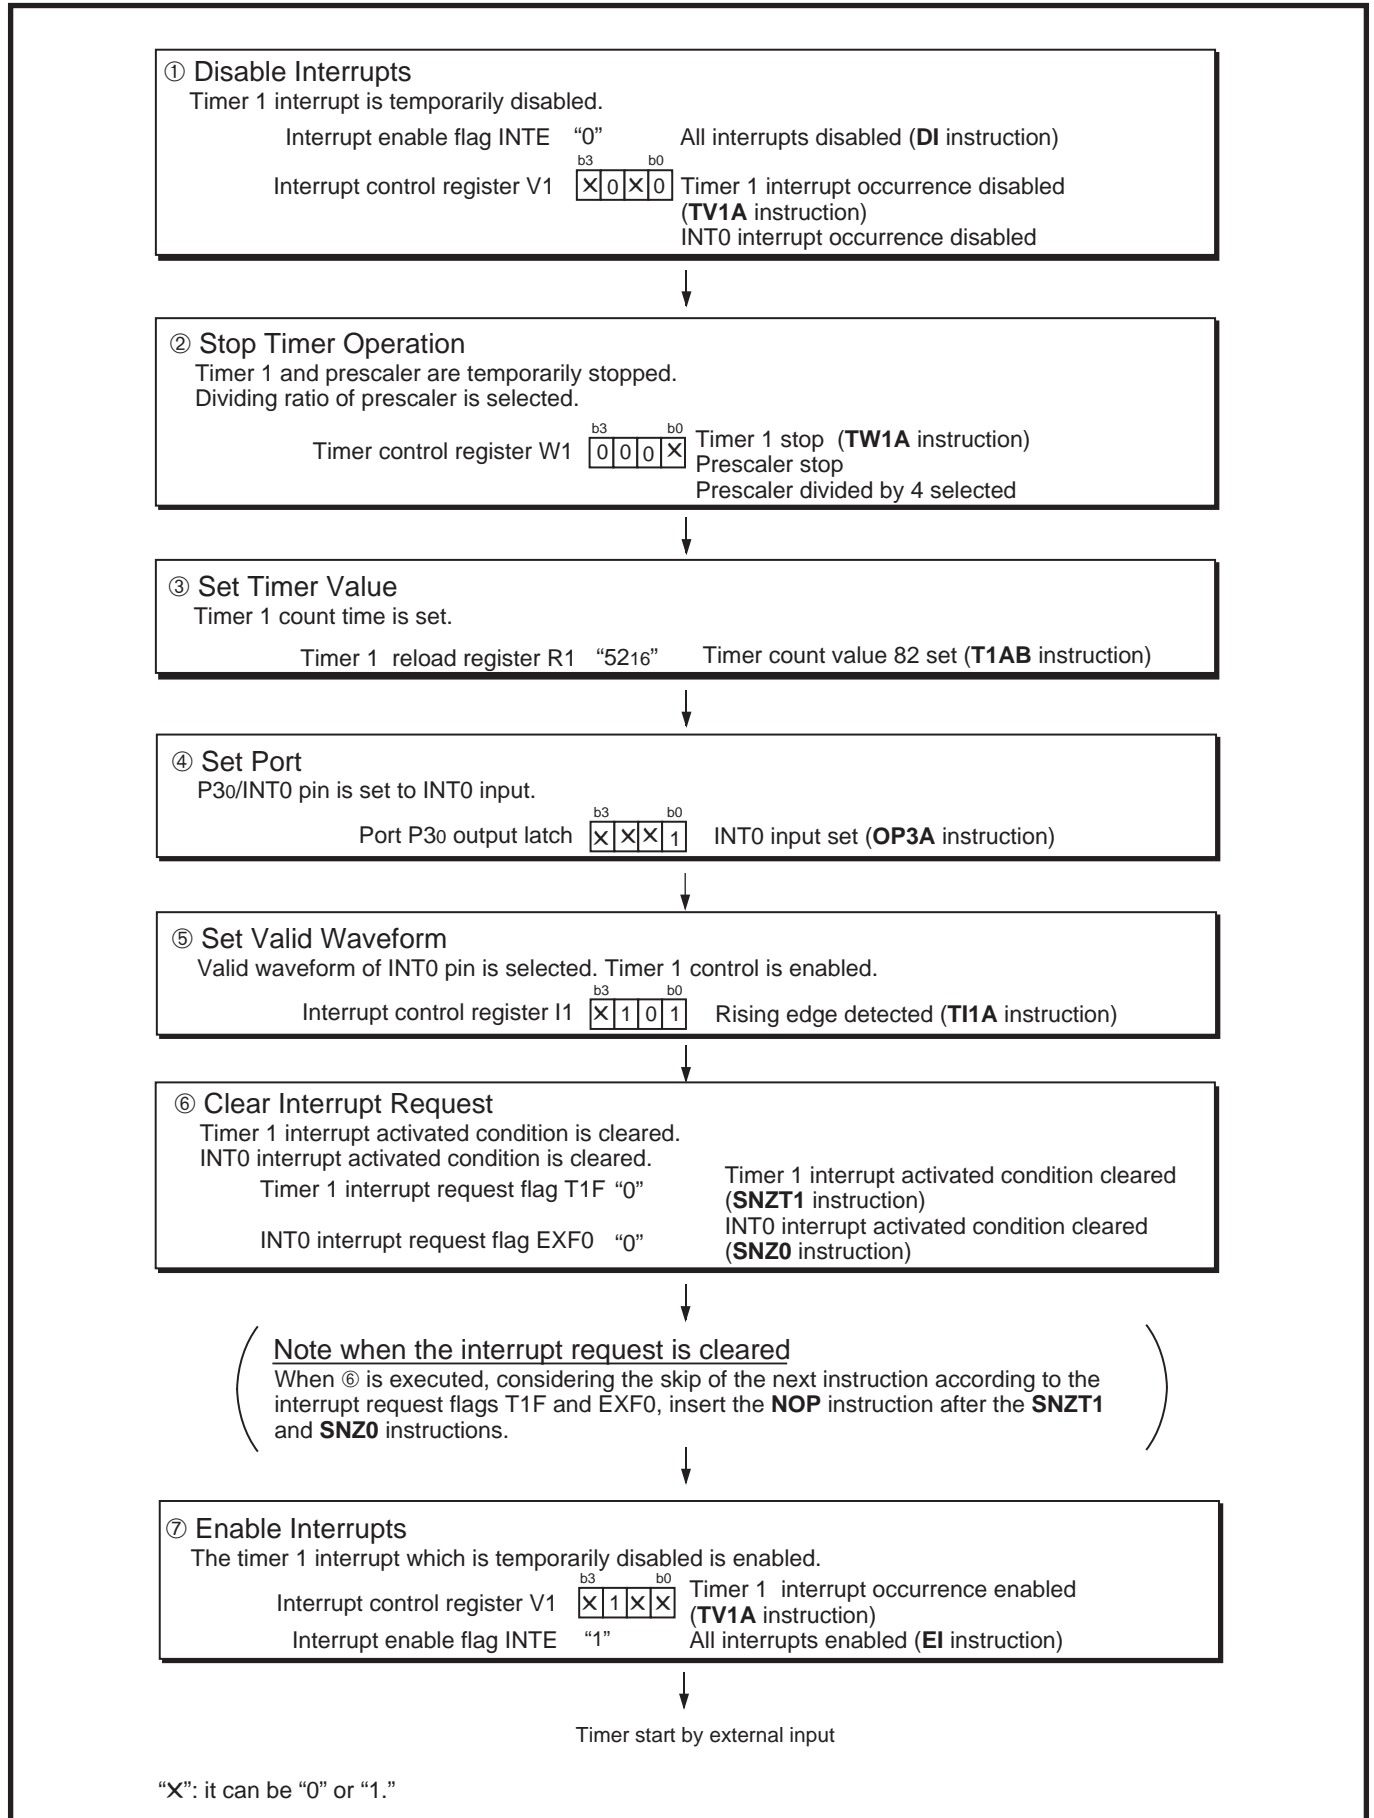 ① Disable Interrupts
Timer 1 interrupt is temporarily disabled.
Interrupt enable flag INTE “0” All interrupts disabled (DI instruction)
b3 b0
Interrupt control register V1 X 0 X 0 Timer 1 interrupt occurrence disabled
(TV1A instruction)
INT0 interrupt occurrence disabled
② Stop Timer Operation
Timer 1 and prescaler are temporarily stopped.
Dividing ratio of prescaler is selected.
b3 b0
Timer control register W1 0 0 0 X Timer 1 stop (TW1A instruction)
Prescaler stop
Prescaler divided by 4 selected
③ Set Timer Value
Timer 1 count time is set.
Timer 1 reload register R1 “5216” Timer count value 82 set (T1AB instruction)
④ Set Port
P30/INT0 pin is set to INT0 input.
b3 b0
Port P30 output latch X X X 1 INT0 input set (OP3A instruction)
⑤ Set Valid Waveform
Valid waveform of INT0 pin is selected. Timer 1 control is enabled.
b3 b0
Interrupt control register I1 X 1 0 1 Rising edge detected (TI1A instruction)
⑥ Clear Interrupt Request
Timer 1 interrupt activated condition is cleared.
INT0 interrupt activated condition is cleared.
Timer 1 interrupt request flag T1F “0” Timer 1 interrupt activated condition cleared
(SNZT1 instruction)
INT0 interrupt request flag EXF0 “0” INT0 interrupt activated condition cleared
(SNZ0 instruction)
Note when the interrupt request is cleared
When ⑥ is executed, considering the skip of the next instruction according to the
interrupt request flags T1F and EXF0, insert the NOP instruction after the SNZT1
and SNZ0 instructions.
⑦ Enable Interrupts
The timer 1 interrupt which is temporarily disabled is enabled.
b3 b0
Interrupt control register V1 X 1 X X Timer 1 interrupt occurrence enabled
(TV1A instruction)
Interrupt enable flag INTE “1” All interrupts enabled (EI instruction)
Timer start by external input
“X”: it can be “0” or “1.”